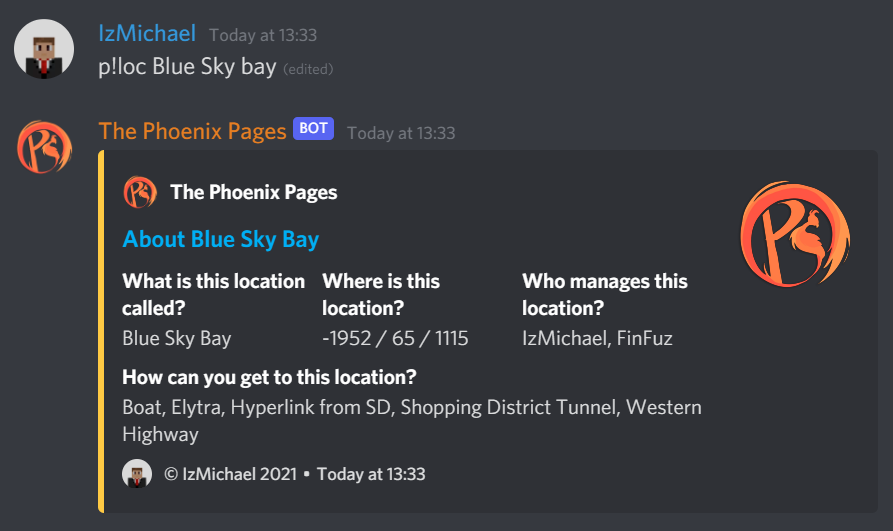 IzMichael Today at 13:33
p!loc Blue Sky bay (edited)
The Phoenix Pages BOT Today at 13:33
The Phoenix Pages
About Blue Sky Bay
What is this location called?
Blue Sky Bay
Where is this location?
-1952 / 65 / 1115
Who manages this location?
IzMichael, FinFuz
How can you get to this location?
Boat, Elytra, Hyperlink from SD, Shopping District Tunnel, Western
Highway
© IzMichael 2021 • Today at 13:33